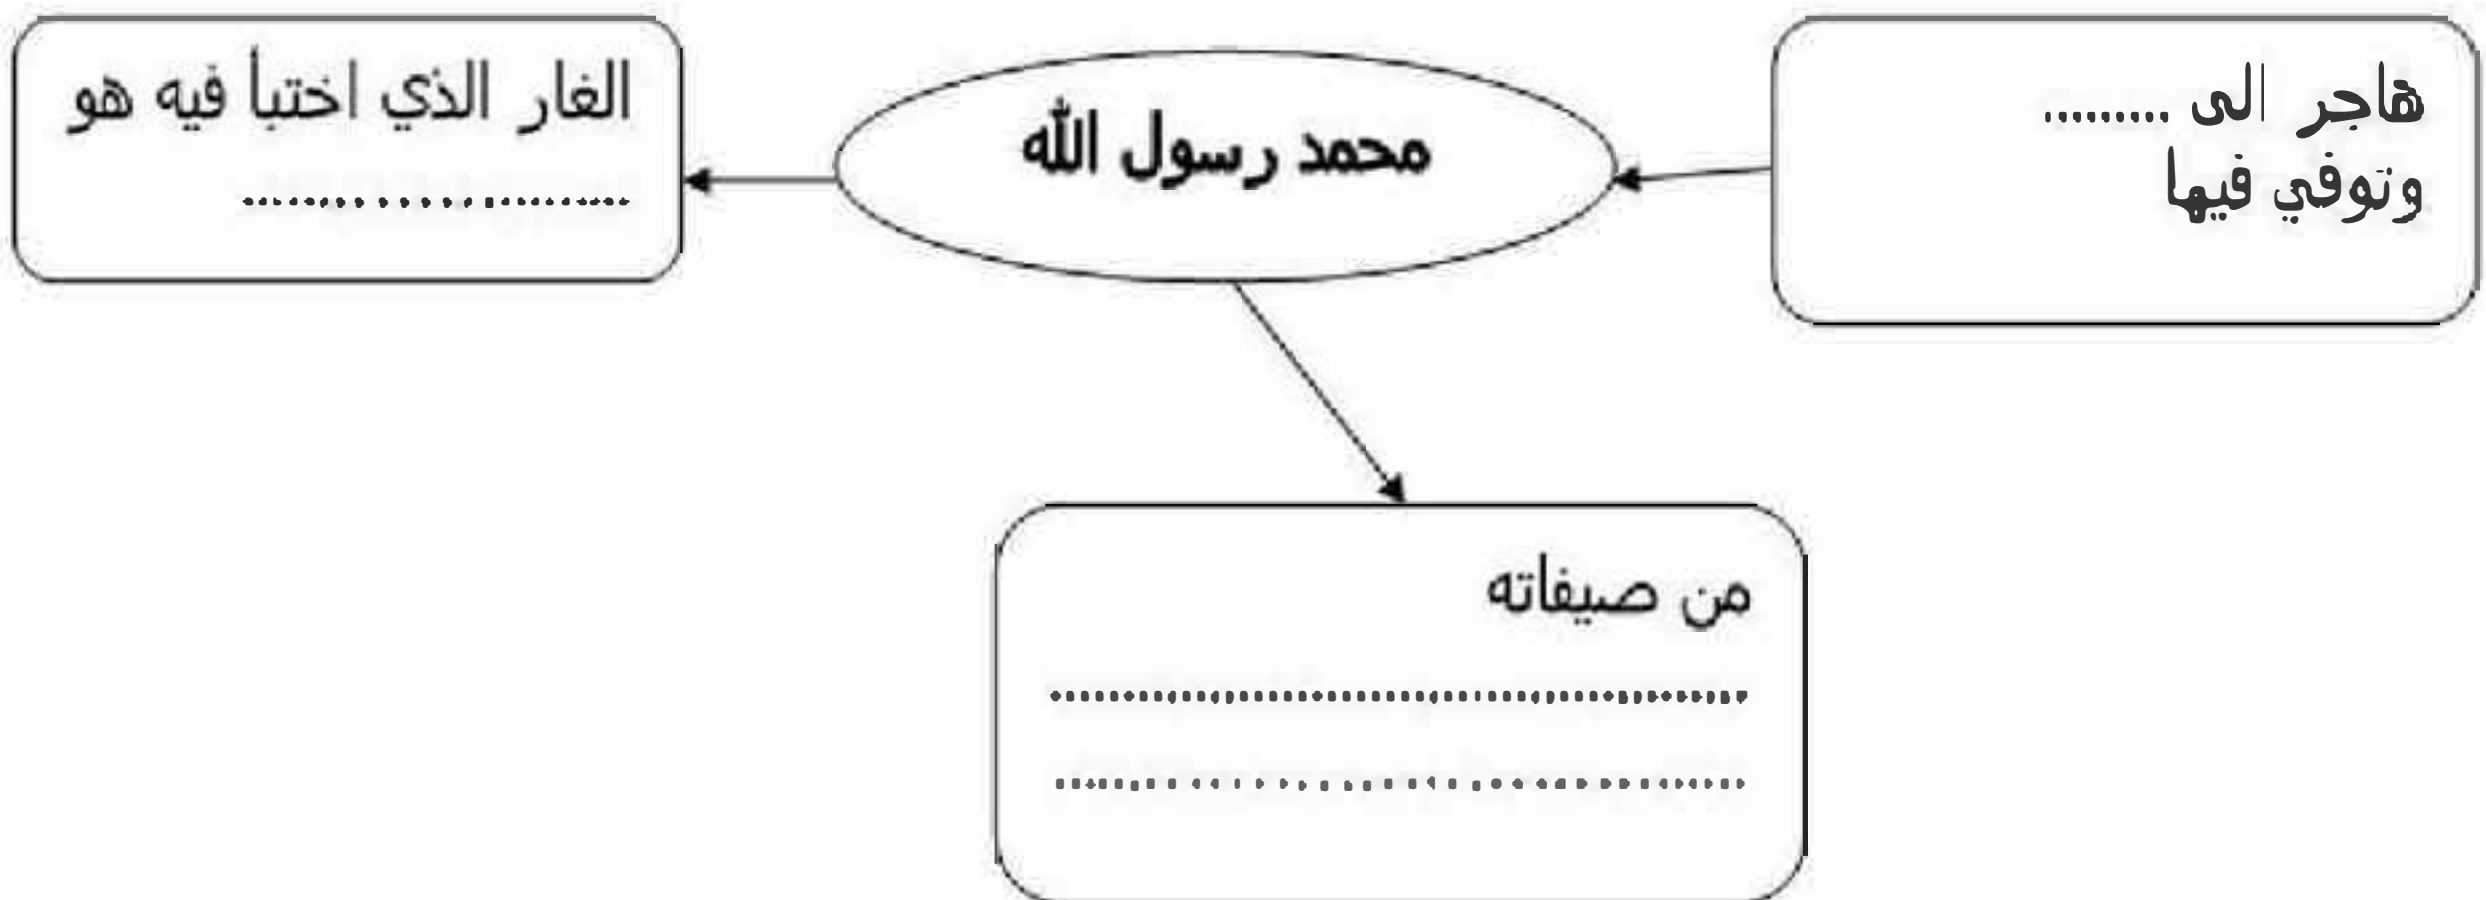 هاجر الى .........
وتوفي فيها
محمد رسول الله
الغار الذي اختبأ فيه هو
........................
من صيفاته
................................................
........................................